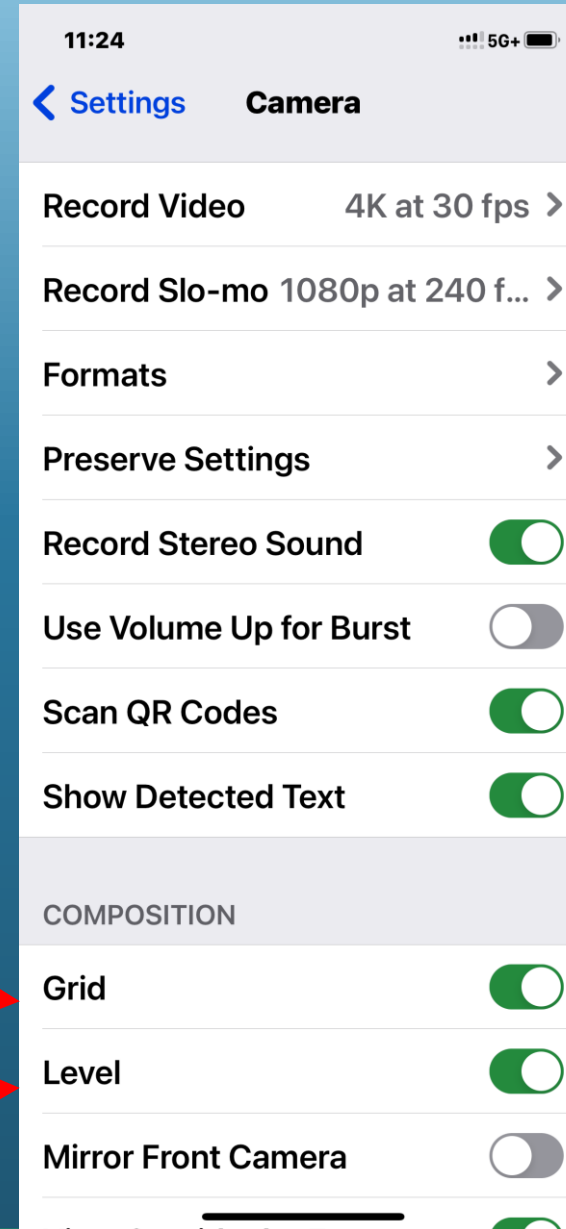 11:24 5G+
Settings Camera
Record Video 4K at 30 fps
Record Slo-mo 1080p at 240 f...
Formats
Preserve Settings
Record Stereo Sound
Use Volume Up for Burst
Scan QR Codes
Show Detected Text
COMPOSITION
Grid
Level
Mirror Front Camera